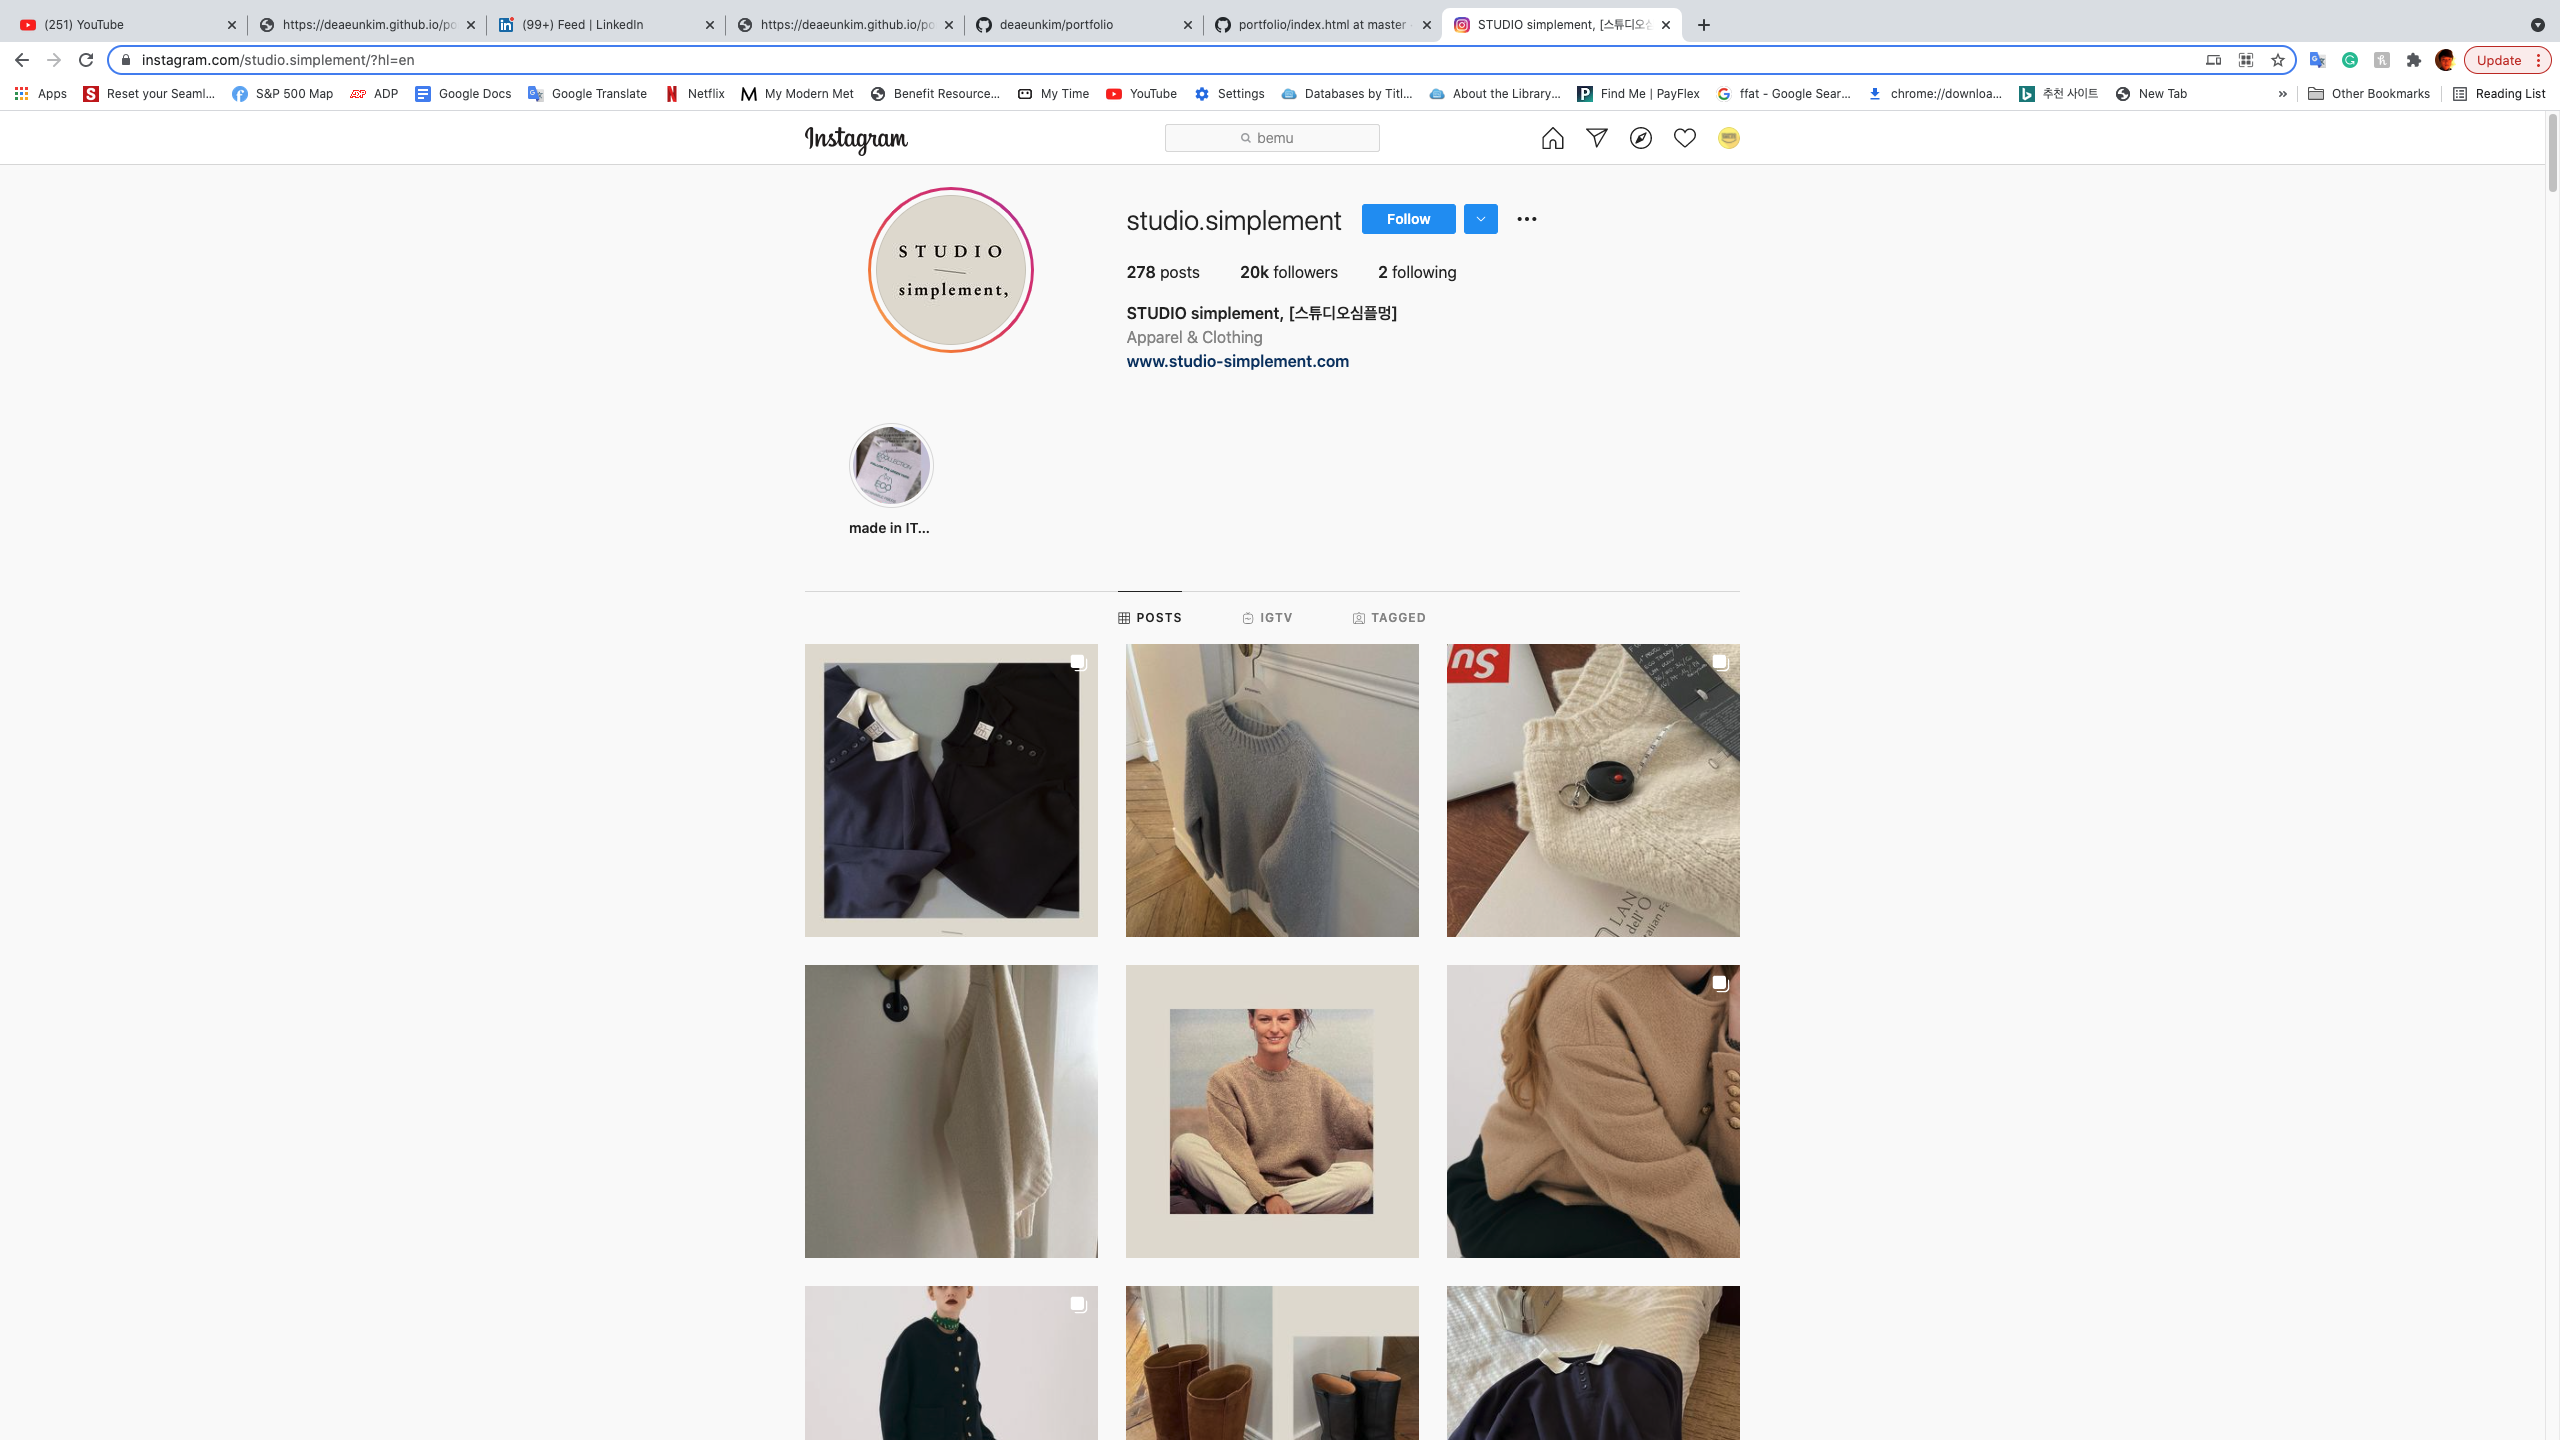 (251) YouTube
https://deaeunkim.github.io/po
(99+) Feed | LinkedIn
https://deaeunkim.github.io/po
deaeunkim/portfolio
portfolio/index.html at master
STUDIO simplement, [스튜디오심
instagram.com/studio.simplement/?hl=en
Update
Apps
Reset your Seaml...
S&P 500 Map
ADP
Google Docs
Google Translate
Netflix
My Modern Met
Benefit Resource...
My Time
YouTube
Settings
Databases by Titl...
About the Library...
Find Me | PayFlex
ffat - Google Sear...
chrome://downloa...
추천 사이트
New Tab
»
Other Bookmarks
Reading List
Instagram
bemu
STUDIO
simplement,
studio.simplement
Follow
278 posts
20k followers
2 following
STUDIO simplement, [스튜디오심플멍]
Apparel & Clothing
www.studio-simplement.com
ECOLLECTION
ECO
made in IT...
POSTS
IGTV
TAGGED
Su
LAN
dell'O